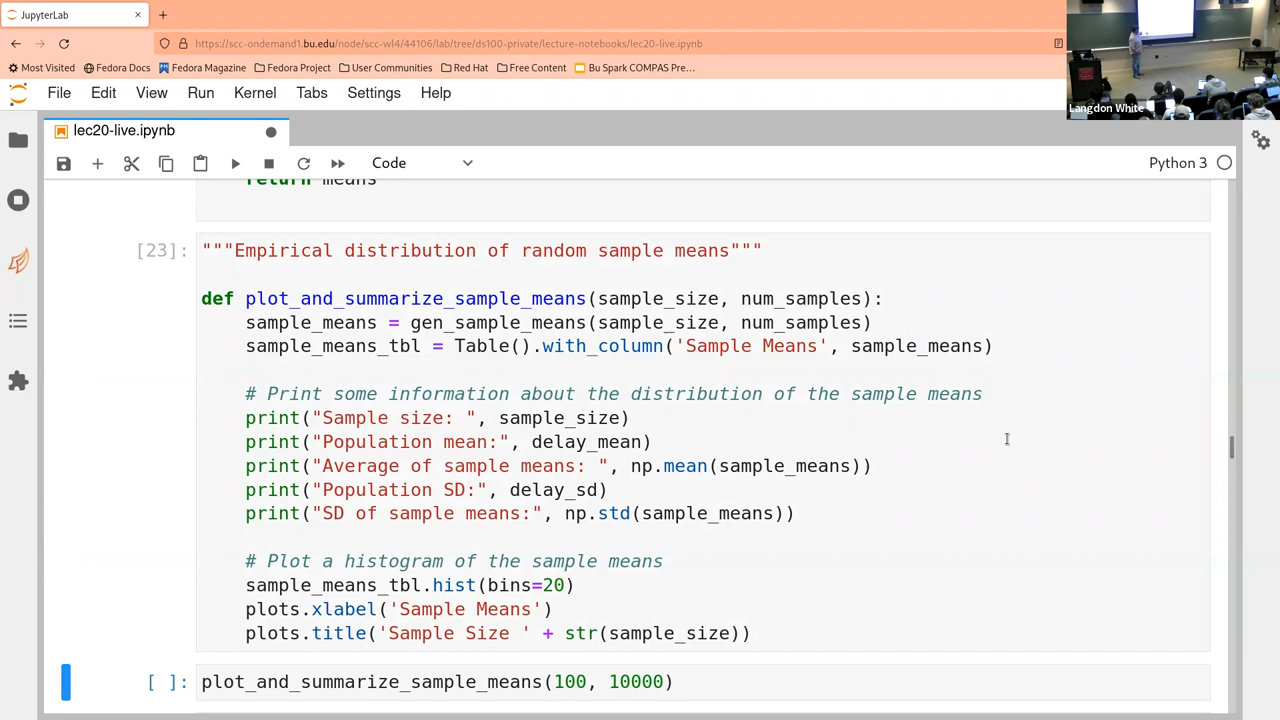 JupyterLab
https://scc-ondemand1.bu.edu/node/scc-wl4/44106/lab/tree/ds100-private/lecture-notebooks/lec20-live.ipynb
Most Visited Fedora Docs Fedora Magazine Fedora Project User Communities Red Hat Free Content Bu Spark COMPAS Pre...
Langdon White
File Edit View Run Kernel Tabs Settings Help
lec20-live.ipynb
Code
Python 3
return means
[23]: """Empirical distribution of random sample means"""
def plot_and_summarize_sample_means(sample_size, num_samples):
sample_means = gen_sample_means(sample_size, num_samples)
sample_means_tbl = Table().with_column('Sample Means', sample_means)
# Print some information about the distribution of the sample means
print("Sample size: ", sample_size)
print("Population mean:", delay_mean)
print("Average of sample means: ", np.mean(sample_means))
print("Population SD:", delay_sd)
print("SD of sample means:", np.std(sample_means))
# Plot a histogram of the sample means
sample_means_tbl.hist(bins=20)
plots.xlabel('Sample Means')
plots.title('Sample Size ' + str(sample_size))
[ ]: plot_and_summarize_sample_means(100, 10000)